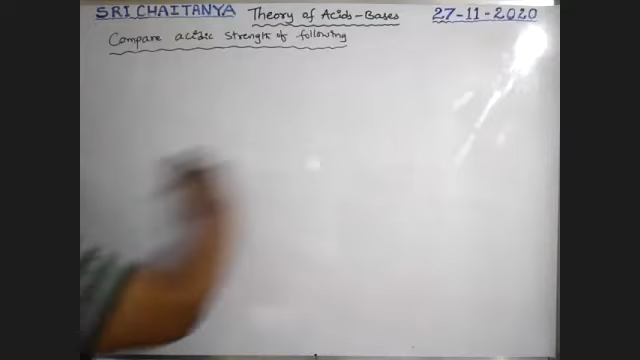 SRI CHAITANYA Theory of Acids-Bases 27-11-2020
Compare acidic strength of following